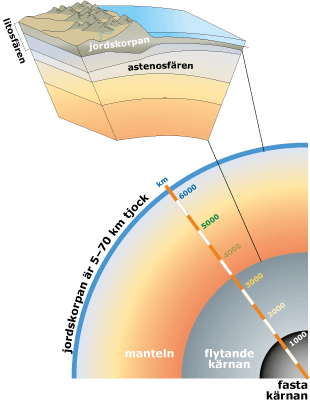 litosfären
jordskorpan
astenosfären
km
6000
5000
4000
3000
2000
1000
jordskorpan är 5–70 km tjock
manteln
flytande
kärnan
fasta
kärnan